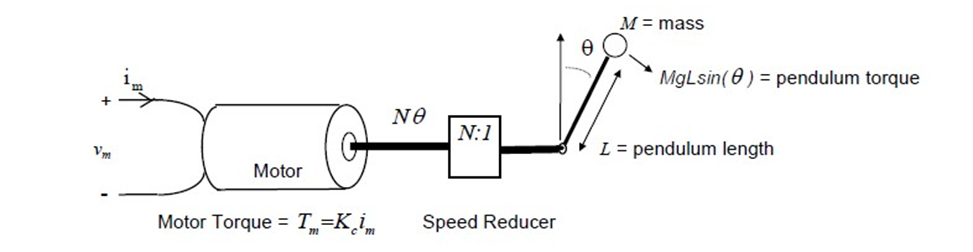 M = mass
θ
i_m
MgLsin(θ) = pendulum torque
+
Nθ
N:1
v_m
L = pendulum length
Motor
-
Motor Torque = T_m=K_c i_m
Speed Reducer